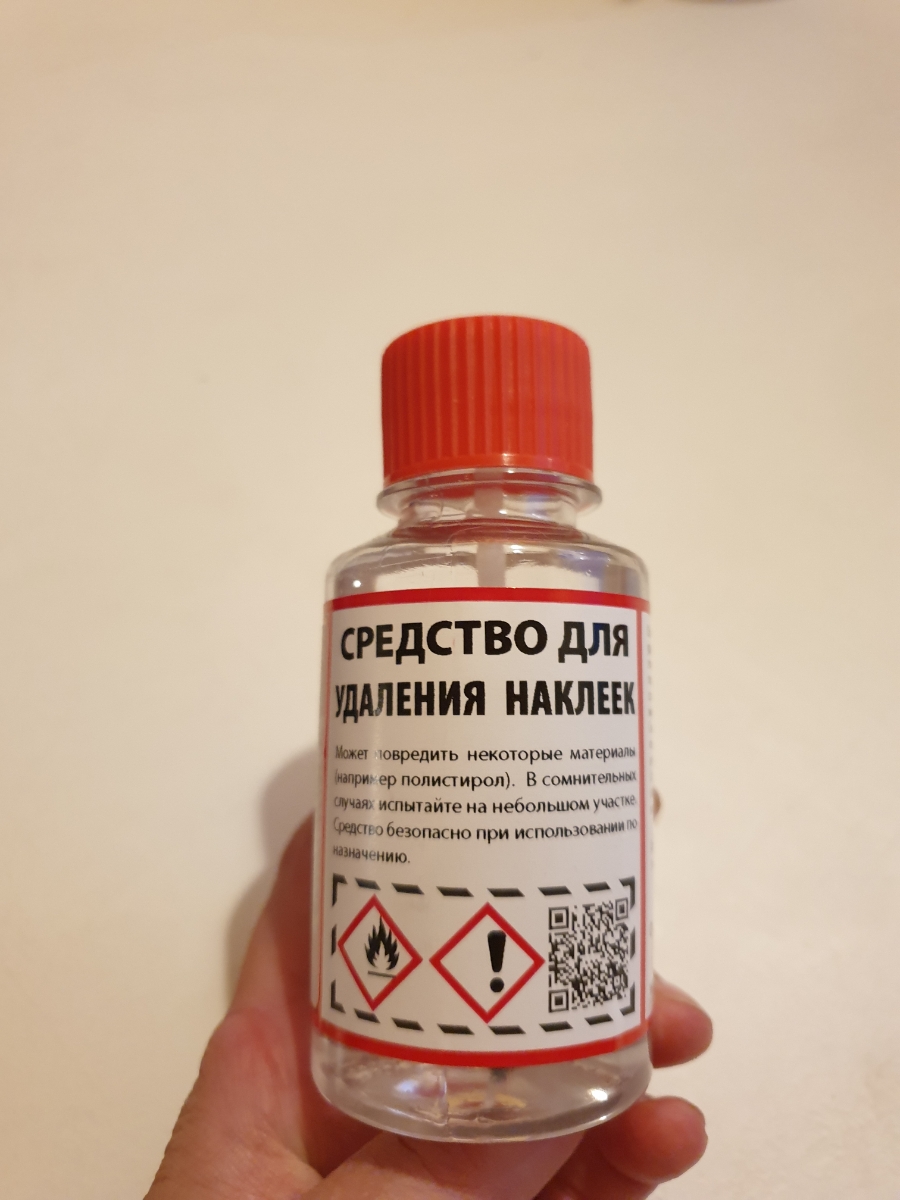 СРЕДСТВО ДЛЯ
УДАЛЕНИЯ НАКЛЕЕК
Может повредить некоторые материалы
(например полистирол). В сомнительных
случаях испытайте на небольшом участке.
Средство безопасно при использовании по
назначению.